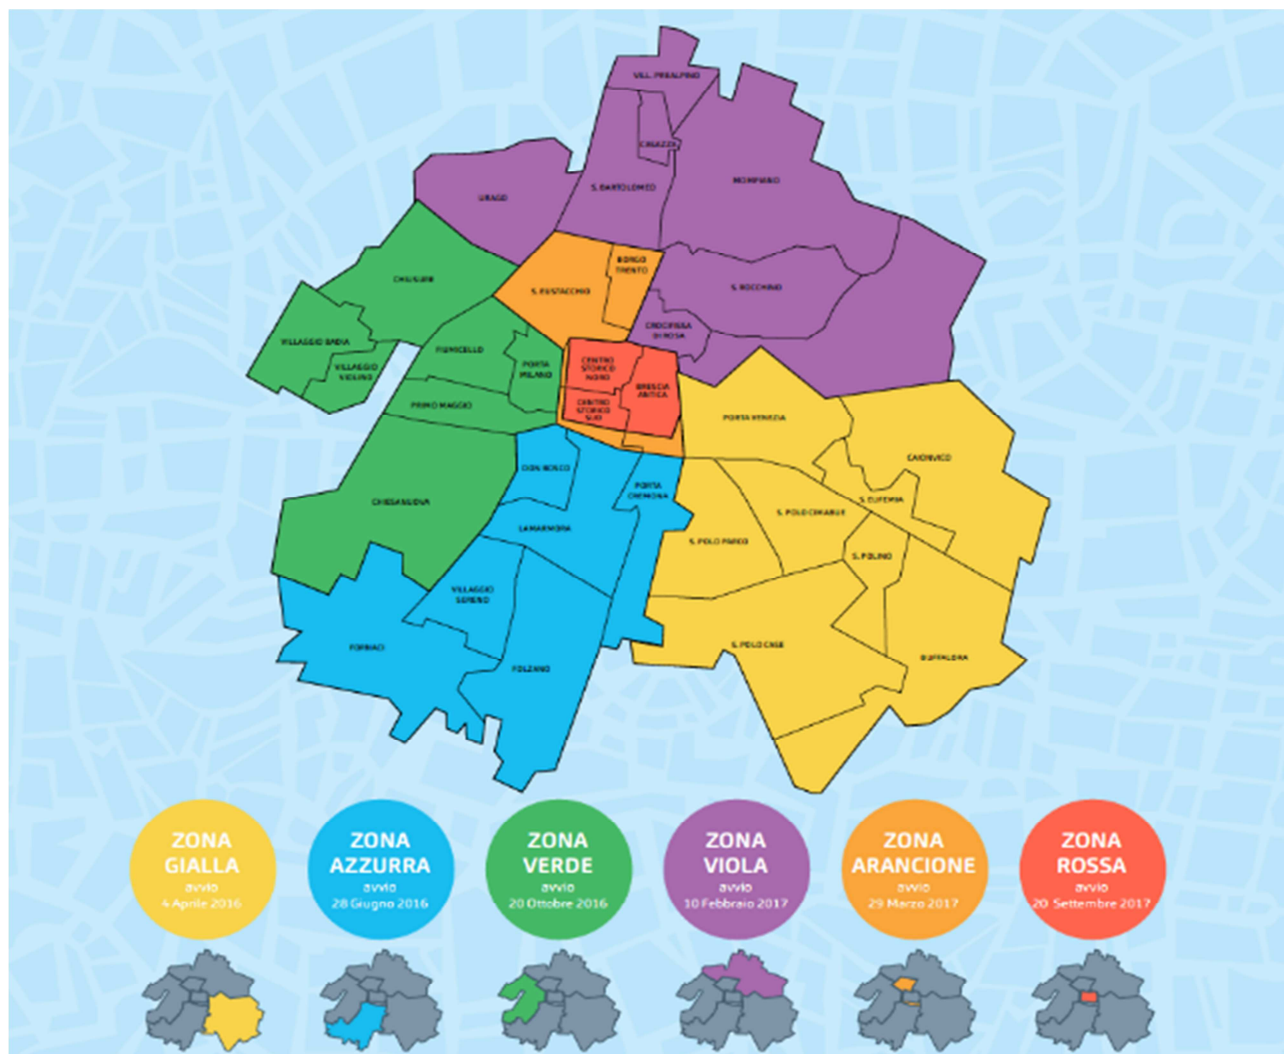 VILL. PREALPINO
CASAZZA
S. BARTOLOMEO
MOMPIANO
URAGO
BORGO
TRENTO
S. EUSTACCHIO
CHIUSURE
S. ROCCHINO
CROCIFISSA
DI ROSA
VILLAGGIO BADIA
VILLAGGIO
VIOLINO
FIUMICELLO
PORTA
MILANO
CENTRO
STORICO
NORD
BRESCIA
ANTICA
CENTRO
STORICO
SUD
PRIMO MAGGIO
PORTA VENEZIA
CAIONVICO
DON BOSCO
PORTA
CREMONA
S. EUFEMIA
CHIESANUOVA
LAMARMORA
S. POLO CIMABUE
S. POLO PARCO
S. POLINO
VILLAGGIO
SERENO
FORNACI
FOLZANO
S. POLO CASE
BUFFALORA
ZONA
GIALLA
avvio
4 Aprile 2016
ZONA
AZZURRA
avvio
28 Giugno 2016
ZONA
VERDE
avvio
20 Ottobre 2016
ZONA
VIOLA
avvio
10 Febbraio 2017
ZONA
ARANCIONE
avvio
29 Marzo 2017
ZONA
ROSSA
avvio
20 Settembre 2017